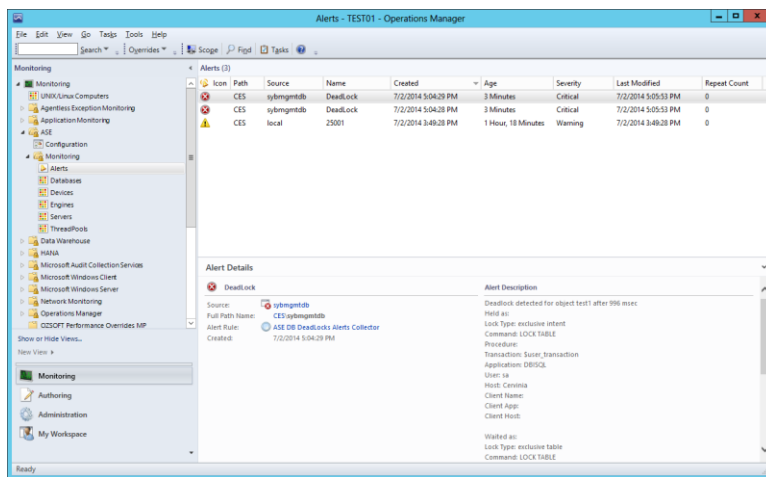 Alerts - TEST01 - Operations Manager
File Edit View Go Tasks Tools Help
Search Overrides Scope Find Tasks
Monitoring
Monitoring
UNIX/Linux Computers
Agentless Exception Monitoring
Application Monitoring
ASE
Configuration
Monitoring
Alerts
Databases
Devices
Engines
Servers
ThreadPools
Data Warehouse
HANA
Microsoft Audit Collection Services
Microsoft Windows Client
Microsoft Windows Server
Network Monitoring
Operations Manager
OZSOFT Performance Overrides MP
Show or Hide Views...
New View
Monitoring
Authoring
Administration
My Workspace
Alerts (3)
Icon Path Source Name Created Age Severity Last Modified Repeat Count
CES sybmgmtdb DeadLock 7/2/2014 5:04:29 PM 3 Minutes Critical 7/2/2014 5:05:53 PM 0
CES sybmgmtdb DeadLock 7/2/2014 5:04:28 PM 3 Minutes Critical 7/2/2014 5:05:53 PM 0
CES local 25001 7/2/2014 3:49:28 PM 1 Hour, 18 Minutes Warning 7/2/2014 3:49:28 PM 0
Alert Details
DeadLock
Source: sybmgmtdb
Full Path Name: CES\sybmgmtdb
Alert Rule: ASE DB DeadLocks Alerts Collector
Created: 7/2/2014 5:04:29 PM
Alert Description
Deadlock detected for object test1 after 996 msec
Held as:
Lock Type: exclusive intent
Command: LOCK TABLE
Procedure:
Transaction: $user_transaction
Application: DBISQL
User: sa
Host: Cervinia
Client Name:
Client App:
Client Host:
Waited as:
Lock Type: exclusive table
Command: LOCK TABLE
Ready